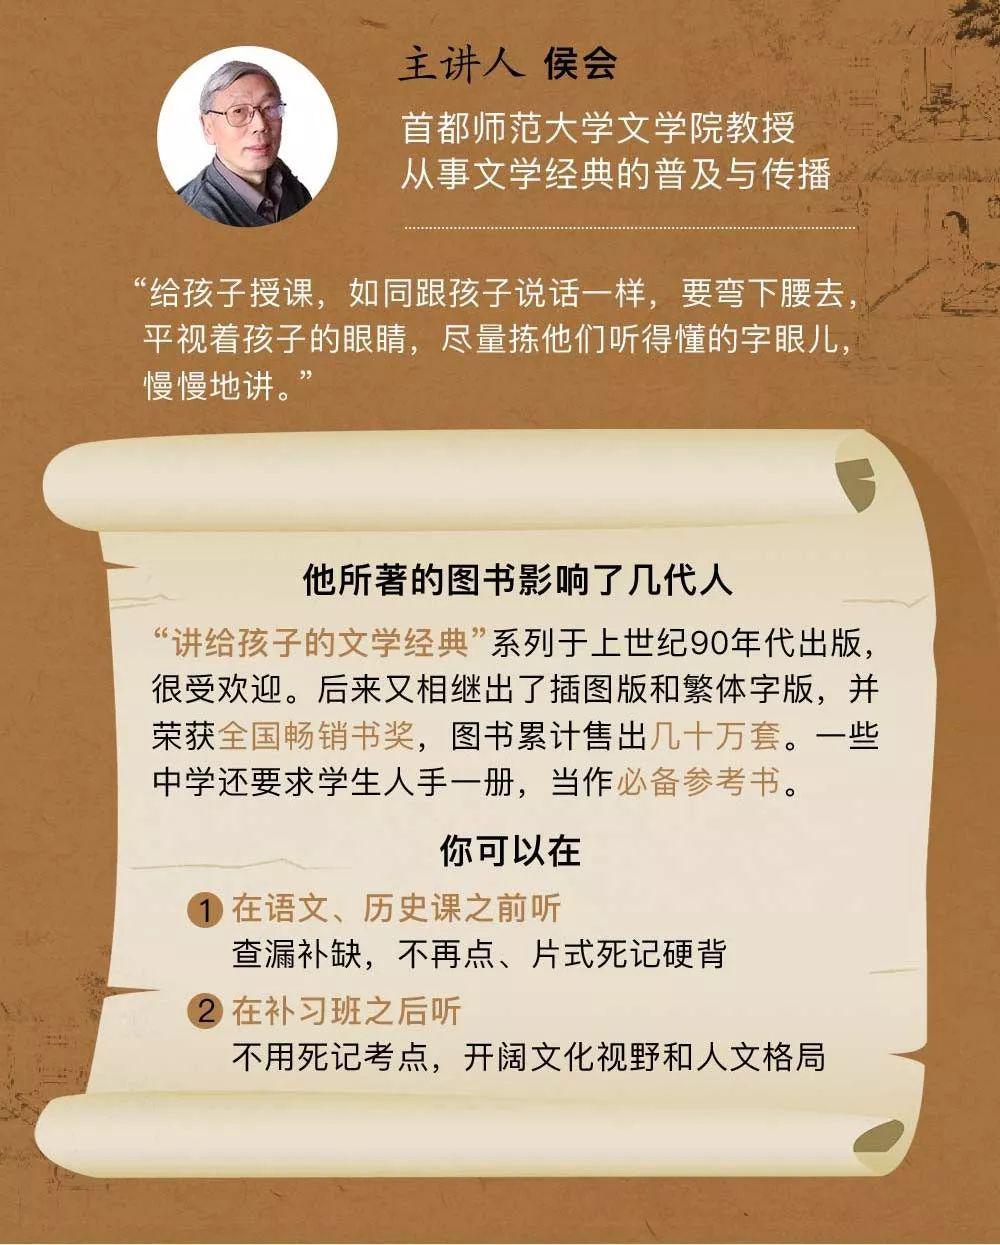 主讲人 侯会
首都师范大学文学院教授
从事文学经典的普及与传播
“给孩子授课，如同跟孩子说话一样，要弯下腰去，
平视着孩子的眼睛，尽量拣他们听得懂的字眼儿，
慢慢地讲。”
他所著的图书影响了几代人
“讲给孩子的文学经典”系列于上世纪90年代出版，
很受欢迎。后来又相继出了插图版和繁体字版，并
荣获全国畅销书奖，图书累计售出几十万套。一些
中学还要求学生人手一册，当作必备参考书。
你可以在
1 在语文、历史课之前听
查漏补缺，不再点、片式死记硬背
2 在补习班之后听
不用死记考点，开阔文化视野和人文格局